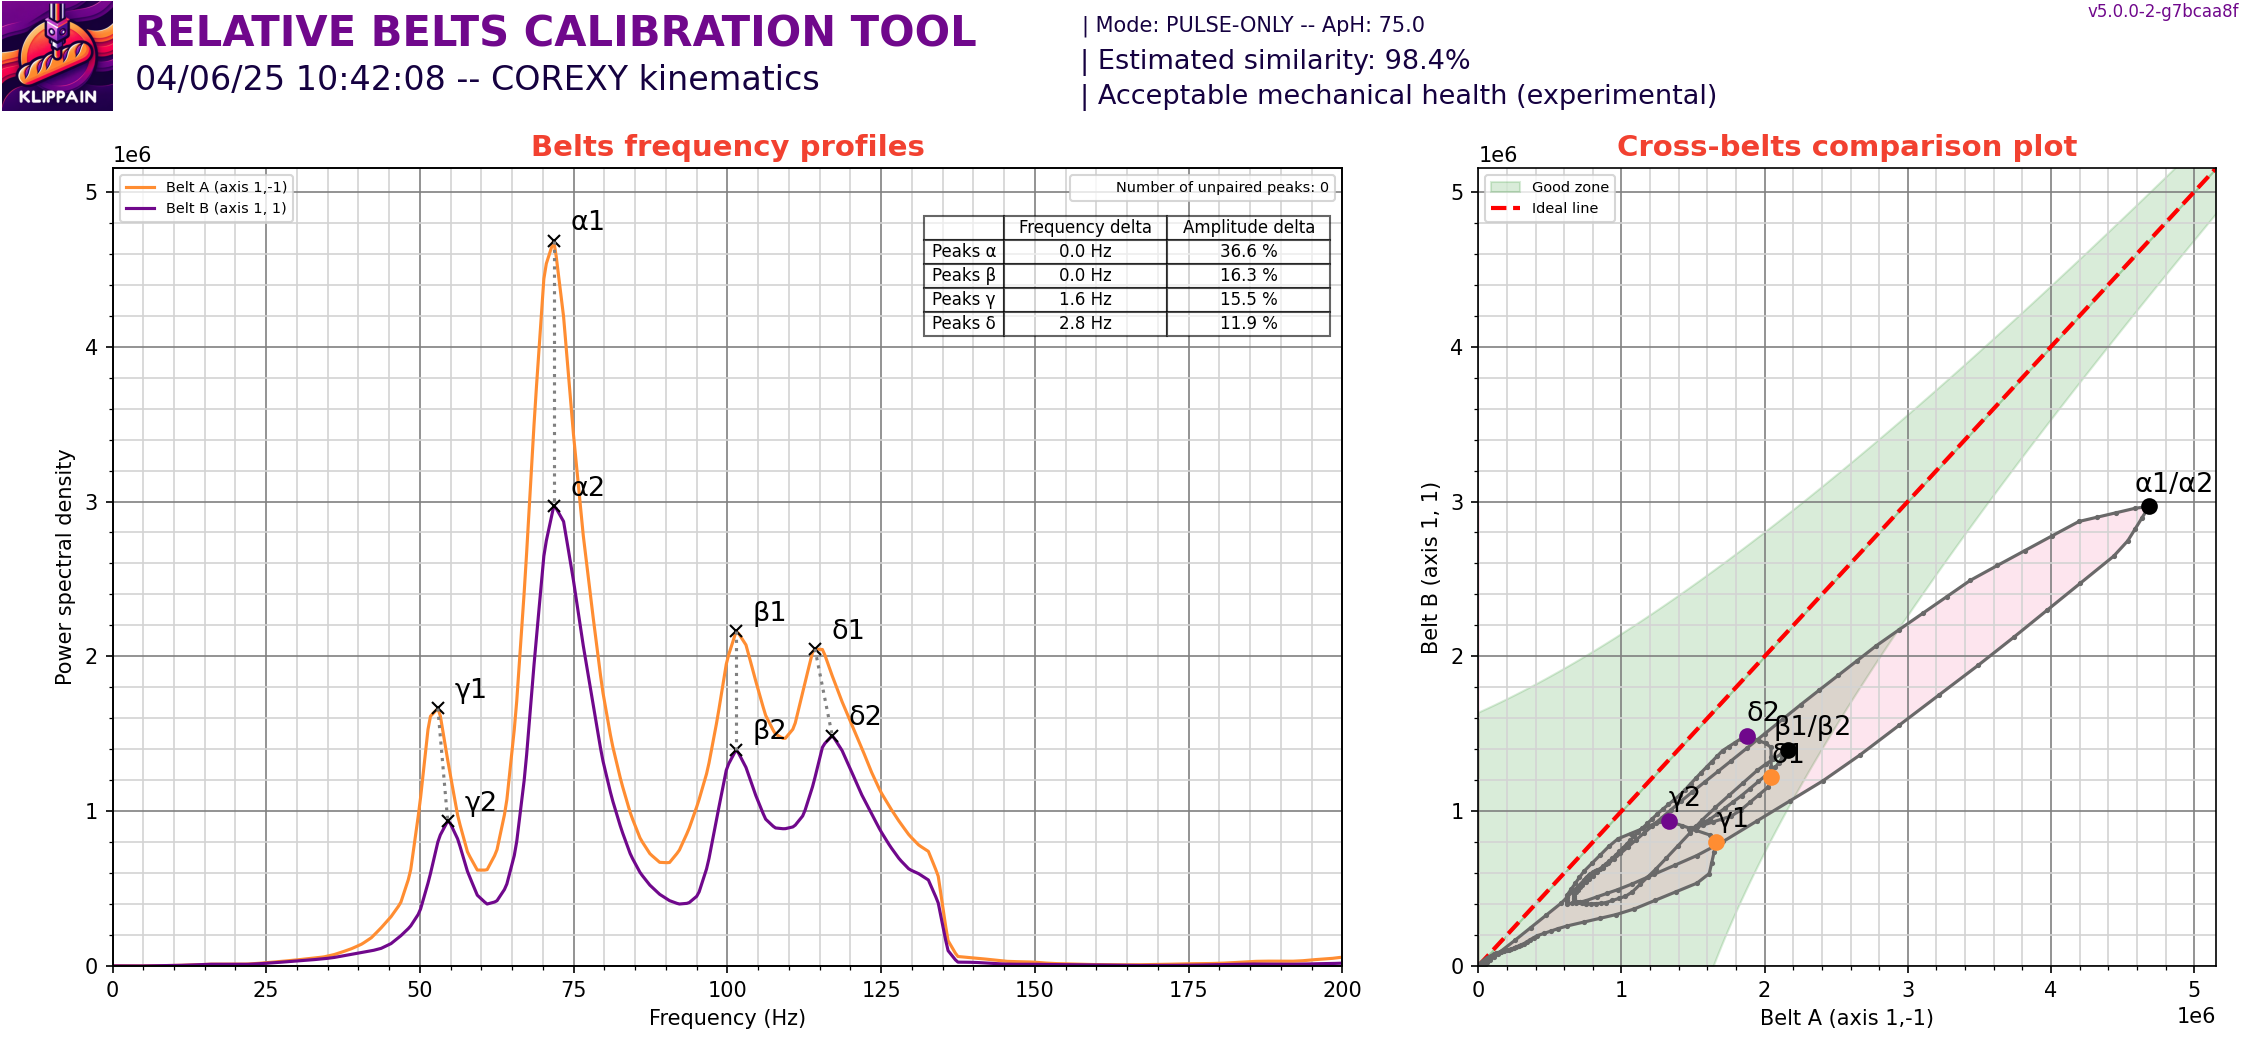 KLIPPAIN
RELATIVE BELTS CALIBRATION TOOL
04/06/25 10:42:08 -- COREXY kinematics
| Mode: PULSE-ONLY -- ApH: 75.0
| Estimated similarity: 98.4%
| Acceptable mechanical health (experimental)
v5.0.0-2-g7bcaa8f
Belts frequency profiles
1e6
Belt A (axis 1,-1)
Belt B (axis 1, 1)
Number of unpaired peaks: 0
Frequency delta Amplitude delta
Peaks α 0.0 Hz 36.6 %
Peaks β 0.0 Hz 16.3 %
Peaks γ 1.6 Hz 15.5 %
Peaks δ 2.8 Hz 11.9 %
α1
α2
β1
δ1
γ1
δ2
β2
γ2
5
4
3
2
1
0
Power spectral density
0 25 50 75 100 125 150 175 200
Frequency (Hz)
Cross-belts comparison plot
1e6
Good zone
Ideal line
α1/α2
δ2
β1/β2
δ1
γ2
γ1
5
4
3
2
1
0
Belt B (axis 1, 1)
0 1 2 3 4 5
Belt A (axis 1,-1)
1e6